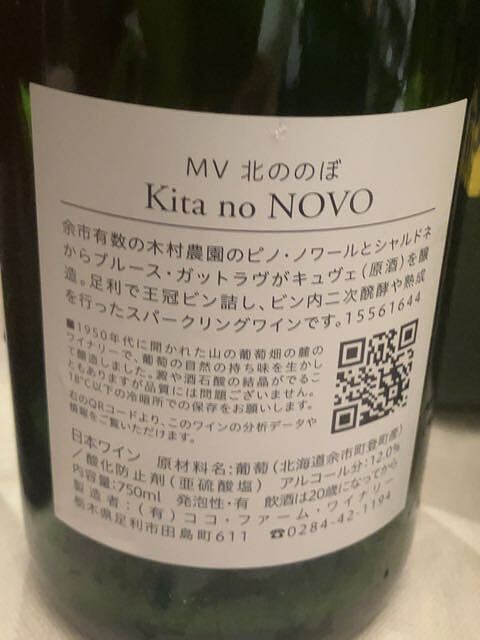 MV 北ののぼ
Kita no NOVO
余市有数の木村農園のピノ・ノワールとシャルドネ
からブルース・ガットラヴがキュヴェ(原酒)を醸
造。足利で王冠ビン詰し、ビン内二次醗酵や熟成
を行ったスパークリングワインです。15561644
■1950年代に開かれた山の葡萄畑の麓の
ワイナリーで、葡萄の自然の持ち味を生かし
て醸造しました。澱や酒石酸の結晶がでるこ
ともありますが品質には問題ございません。
18℃以下の冷暗所での保存をお願いします。
右のQRコードより、このワインの分析データや
情報をご覧いただけます。
日本ワイン 原材料名:葡萄(北海道余市町登町産)
/酸化防止剤(亜硫酸塩) アルコール分:12.0%
内容量:750ml 発泡性・有 飲酒は20歳になってから
製造者:(有)ココ・ファーム・ワイナリー
栃木県足利市田島町611 ☎0284-42-1194